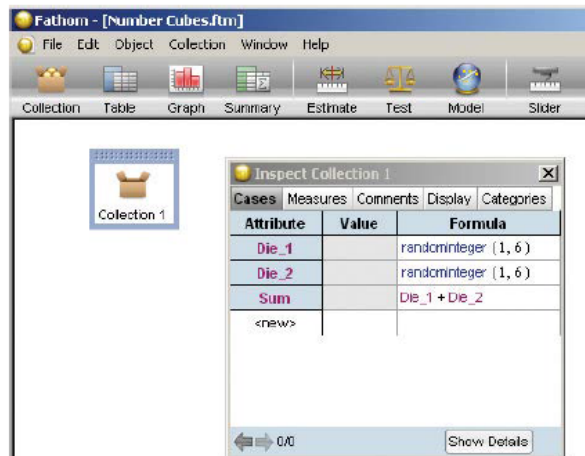 Fathom - [Number Cubes.ftm]
File Edit Object Collection Window Help
Collection Table Graph Summary Estimate Test Model Slider
Collection 1
Inspect Collection 1
Cases Measures Comments Display Categories
Attribute Value Formula
Die_1 randominteger (1, 6)
Die_2 randominteger (1, 6)
Sum Die_1 + Die_2
<new>
0/0 Show Details